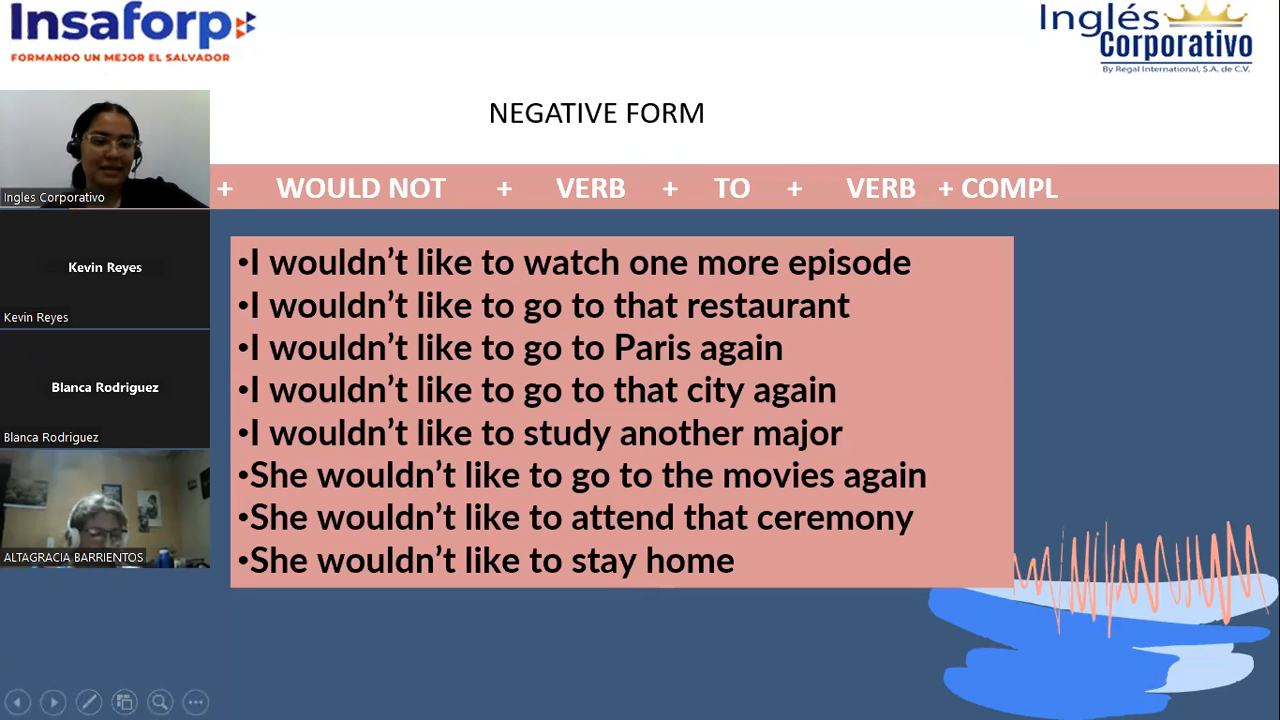 Insaforp
FORMANDO UN MEJOR EL SALVADOR
Inglés
Corporativo
By Regal International, S.A. de C.V.
NEGATIVE FORM
+ WOULD NOT + VERB + TO + VERB + COMPL
Ingles Corporativo
Kevin Reyes
Kevin Reyes
Blanca Rodriguez
Blanca Rodriguez
ALTAGRACIA BARRIENTOS
•I wouldn’t like to watch one more episode
•I wouldn’t like to go to that restaurant
•I wouldn’t like to go to Paris again
•I wouldn’t like to go to that city again
•I wouldn’t like to study another major
•She wouldn’t like to go to the movies again
•She wouldn’t like to attend that ceremony
•She wouldn’t like to stay home